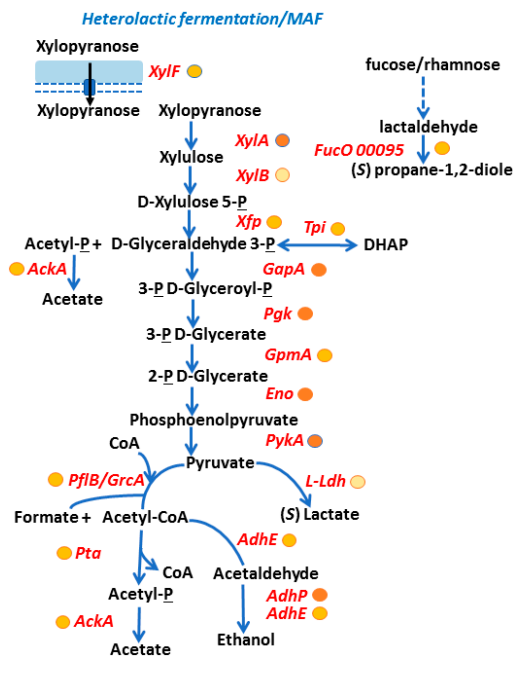 Heterolactic fermentation/MAF
Xylopyranose
XylF
Xylopyranose
Xylopyranose
XylA
Xylulose
XylB
D-Xylulose 5-P
Xfp
Acetyl-P + D-Glyceraldehyde 3-P
Tpi
DHAP
AckA
Acetate
GapA
3-P D-Glyceroyl-P
Pgk
3-P D-Glycerate
GpmA
2-P D-Glycerate
Eno
Phosphoenolpyruvate
CoA
PykA
Pyruvate
PflB/GrcA
L-Ldh
Formate + Acetyl-CoA
(S) Lactate
Pta
AdhE
CoA
Acetaldehyde
Acetyl-P
AdhP
AckA
AdhE
Acetate
Ethanol
fucose/rhamnose
lactaldehyde
FucO 00095
(S) propane-1,2-diole